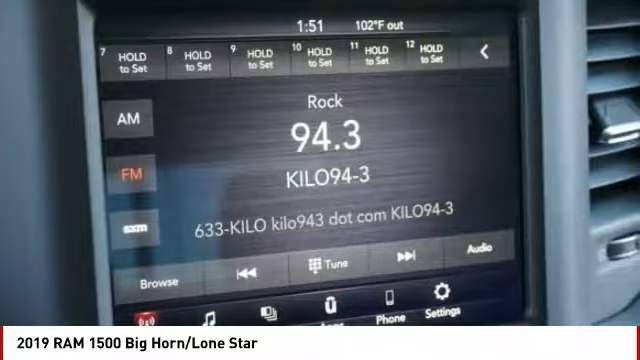 1:51 102°F out
7 HOLD to Set 8 HOLD to Set 9 HOLD to Set 10 HOLD to Set 11 HOLD to Set 12 HOLD to Set
Rock
AM
94.3
FM
KILO94-3
sxm
633-KILO kilo943 dot com KILO94-3
Browse Tune Audio
Apps Phone Settings
2019 RAM 1500 Big Horn/Lone Star